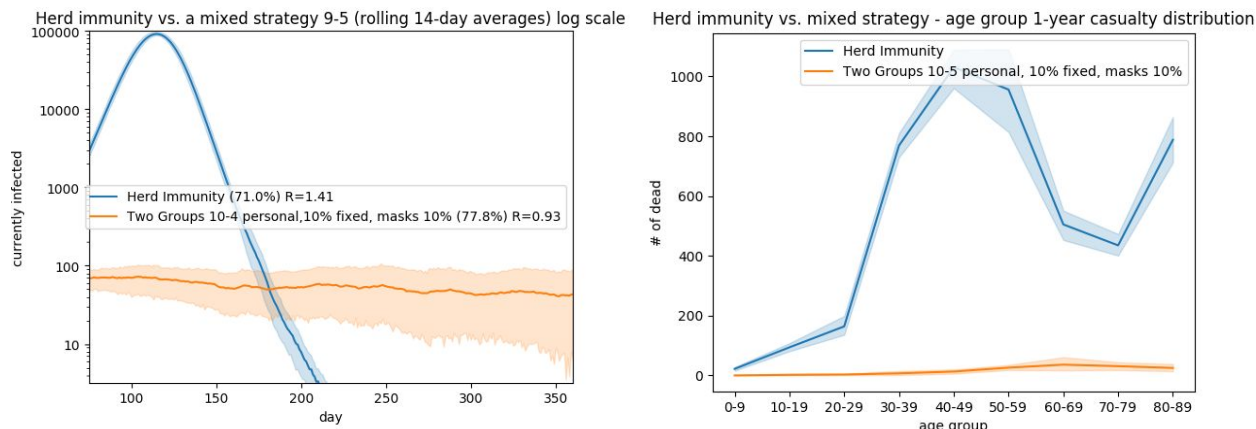 Herd immunity vs. a mixed strategy 9-5 (rolling 14-day averages) log scale
100000
10000
1000
100
10
currently infected
Herd Immunity (71.0%) R=1.41
Two Groups 10-4 personal,10% fixed, masks 10% (77.8%) R=0.93
100 150 200 250 300 350
day
Herd immunity vs. mixed strategy - age group 1-year casualty distribution
Herd Immunity
Two Groups 10-5 personal, 10% fixed, masks 10%
1000
800
600
400
200
0
# of dead
0-9 10-19 20-29 30-39 40-49 50-59 60-69 70-79 80-89
age group